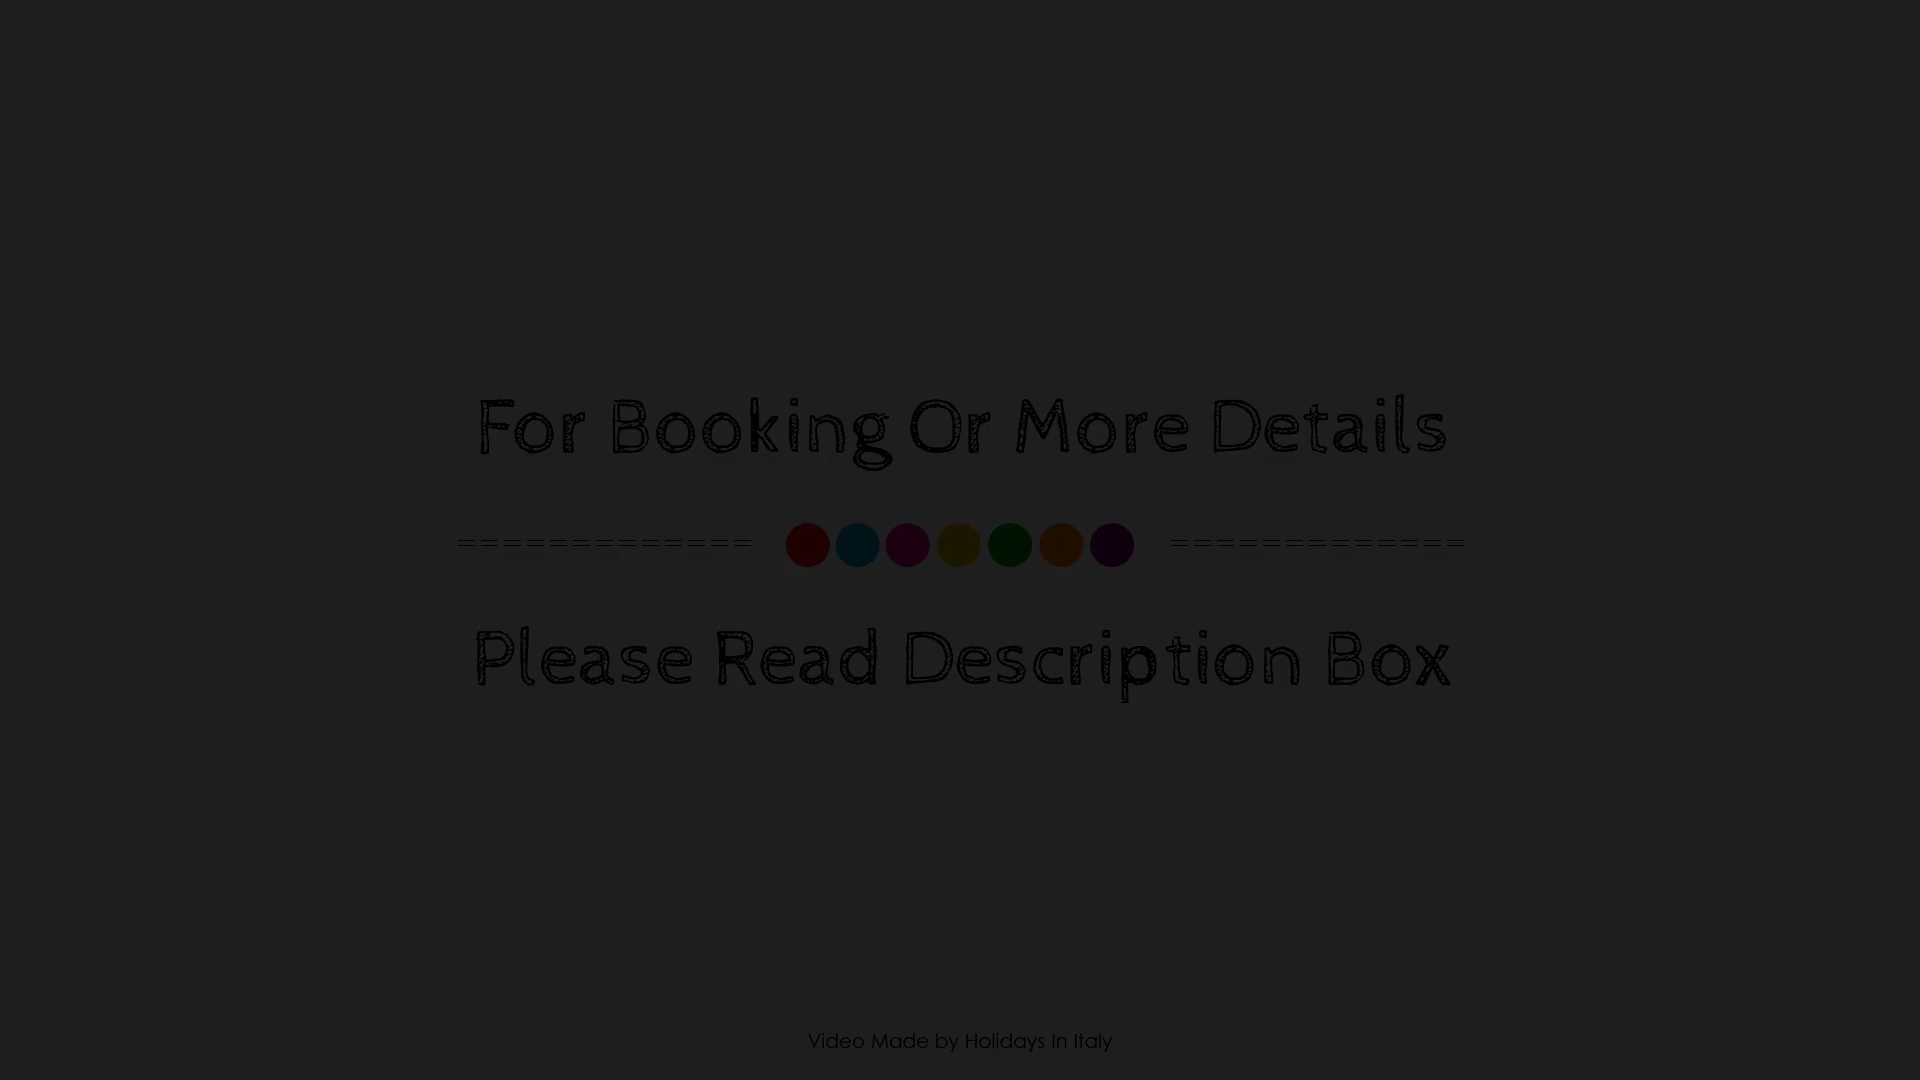 For Booking Or More Details
============= =============
Please Read Description Box
Video Made by Holidays In Italy